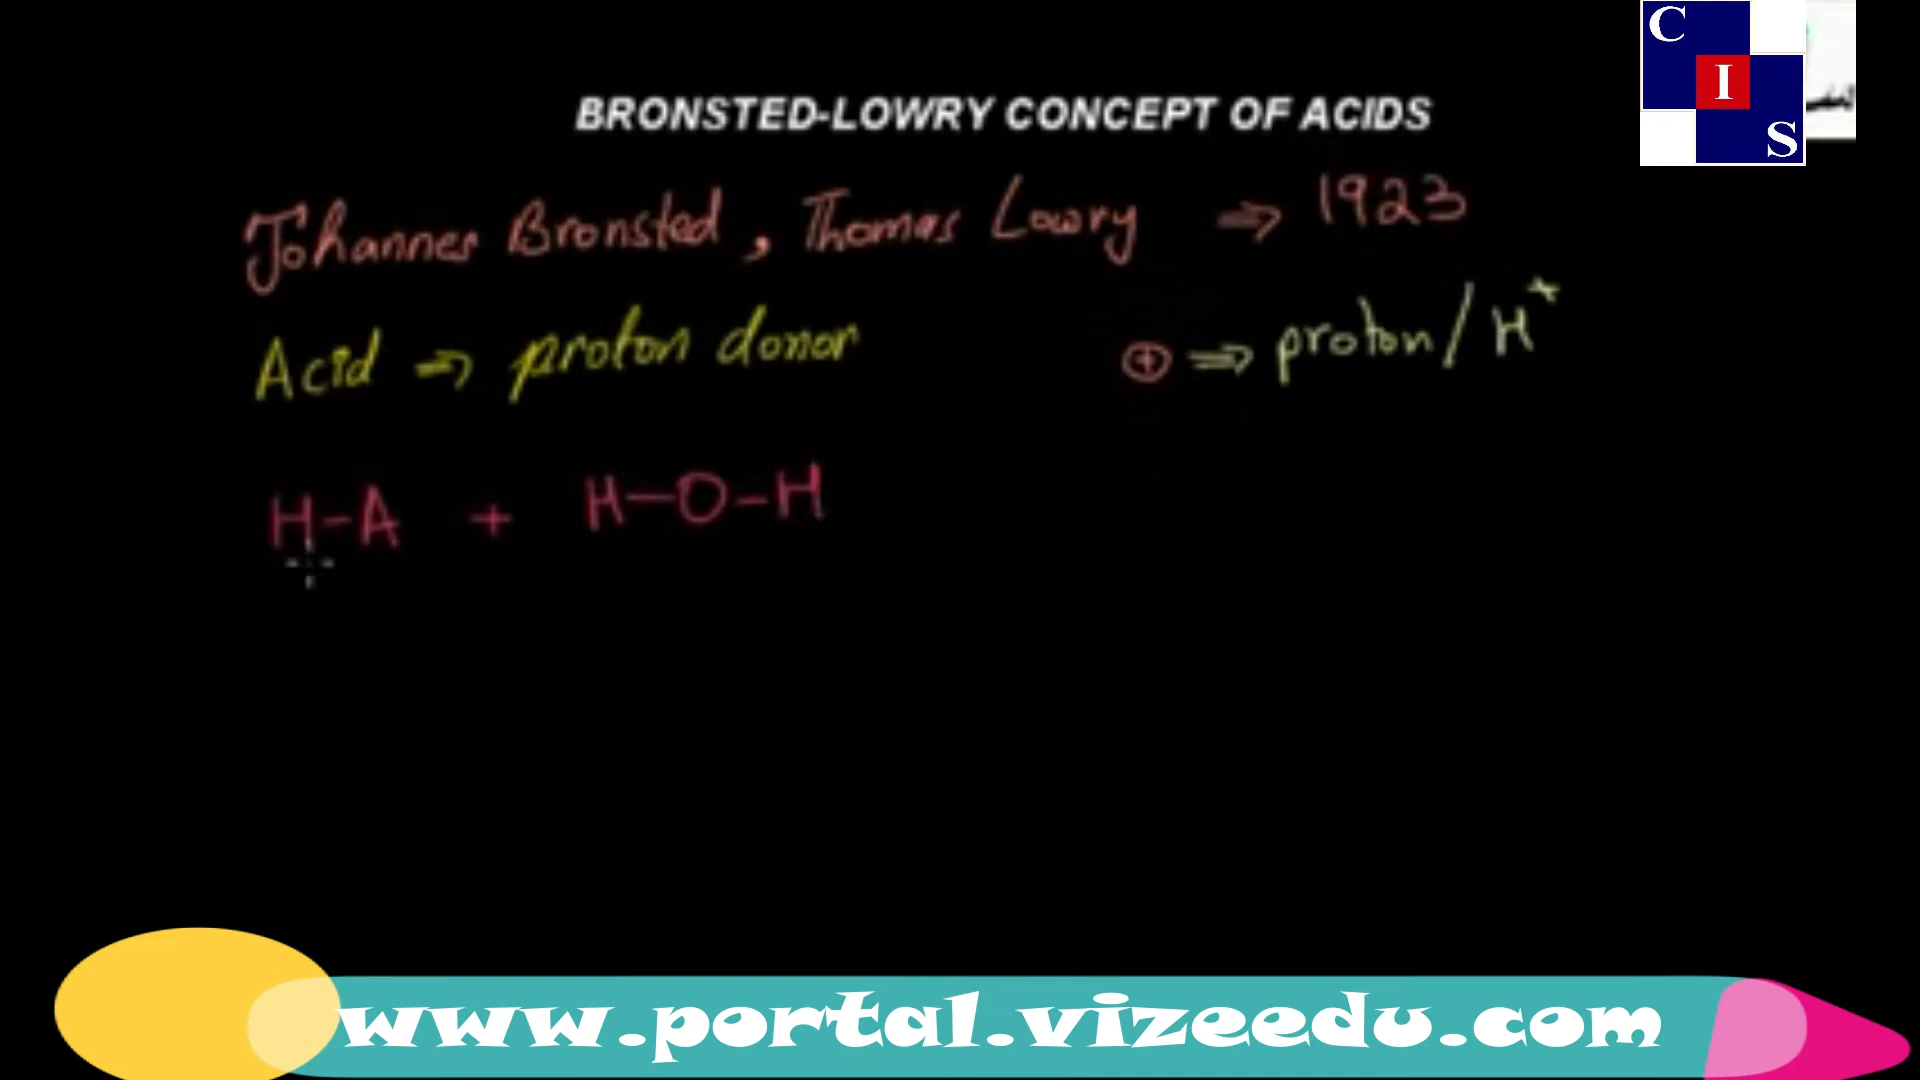 C
I
S
BRONSTED-LOWRY CONCEPT OF ACIDS
Johannes Bronsted, Thomas Lowry ⇒ 1923
Acid ⇒ proton donor
⊕ ⇒ proton/H⁺
H-A + H-O-H
www.portal.vizeedu.com